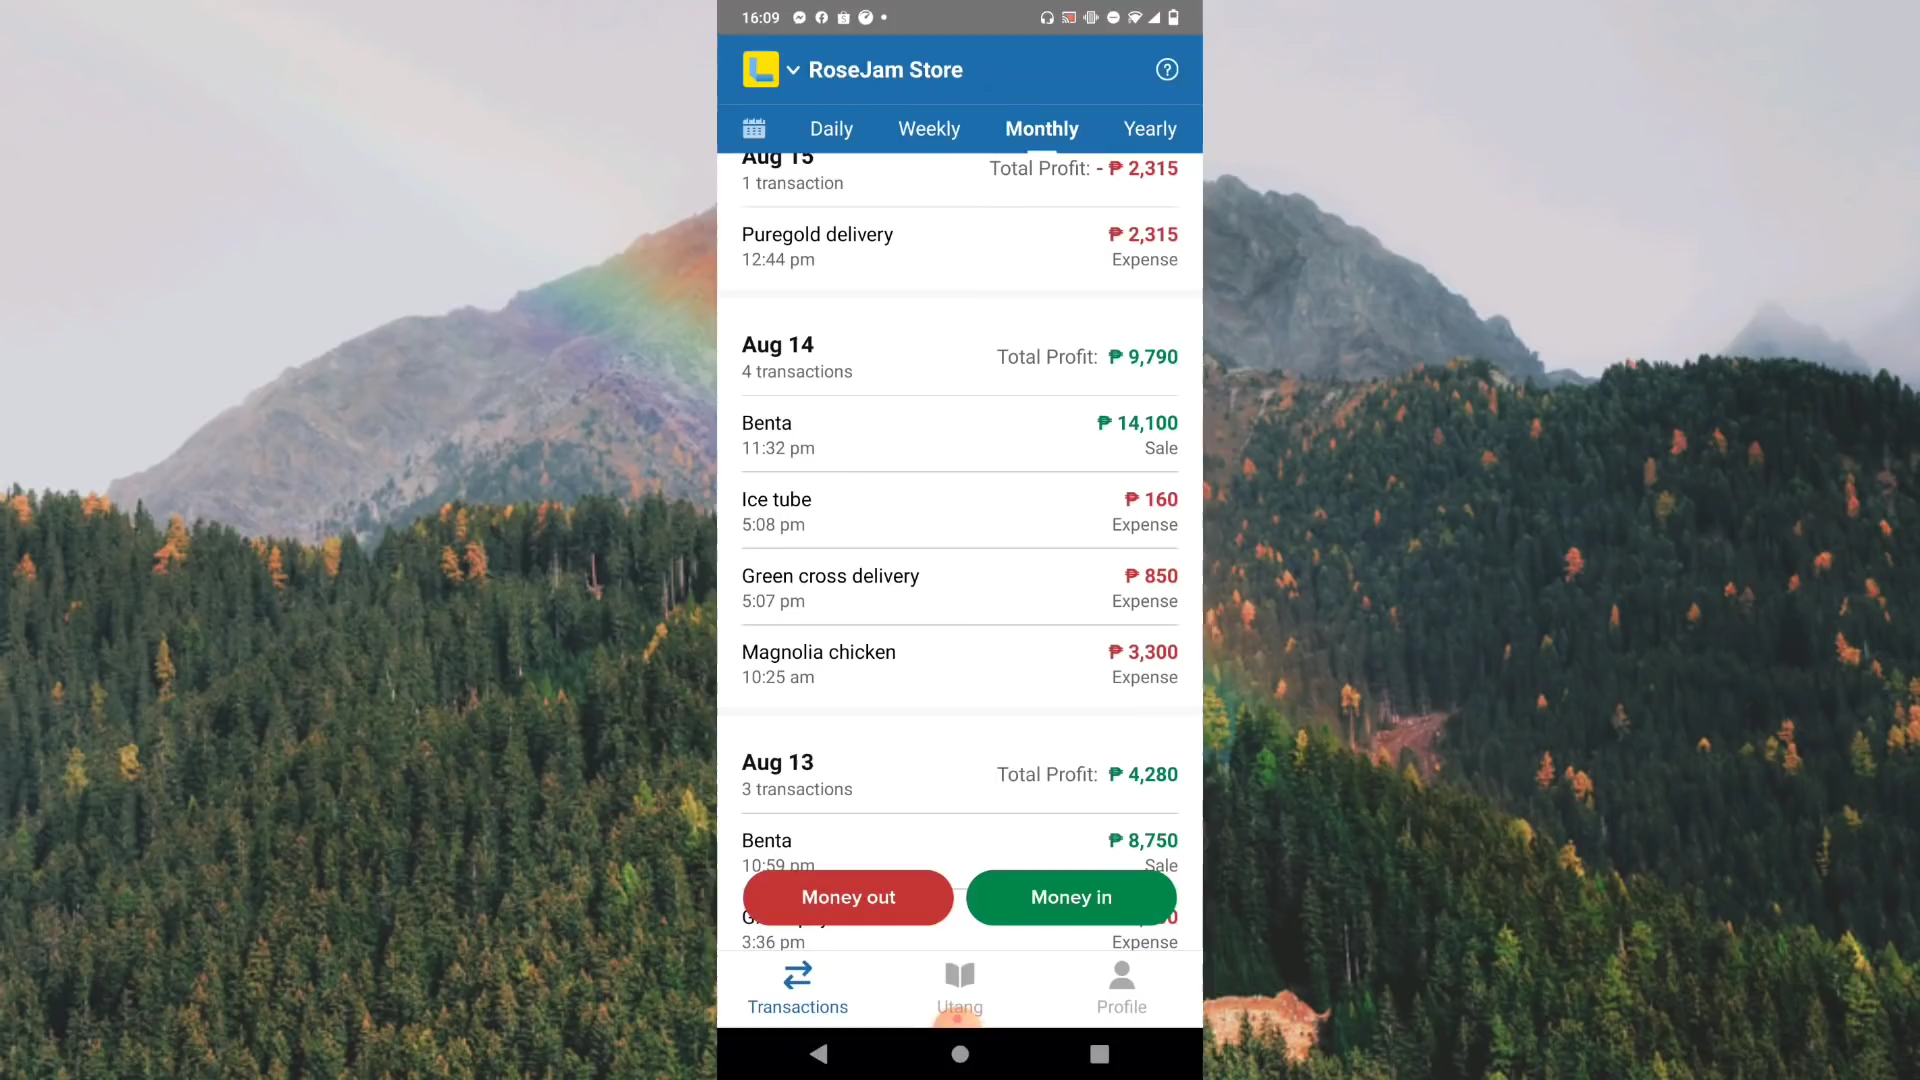 16:09
RoseJam Store
Daily Weekly Monthly Yearly
Aug 15 Total Profit: - ₱ 2,315
1 transaction
Puregold delivery ₱ 2,315
12:44 pm Expense
Aug 14 Total Profit: ₱ 9,790
4 transactions
Benta ₱ 14,100
11:32 pm Sale
Ice tube ₱ 160
5:08 pm Expense
Green cross delivery ₱ 850
5:07 pm Expense
Magnolia chicken ₱ 3,300
10:25 am Expense
Aug 13 Total Profit: ₱ 4,280
3 transactions
Benta ₱ 8,750
10:59 pm Sale
Money out Money in
3:36 pm Expense
Transactions Utang Profile